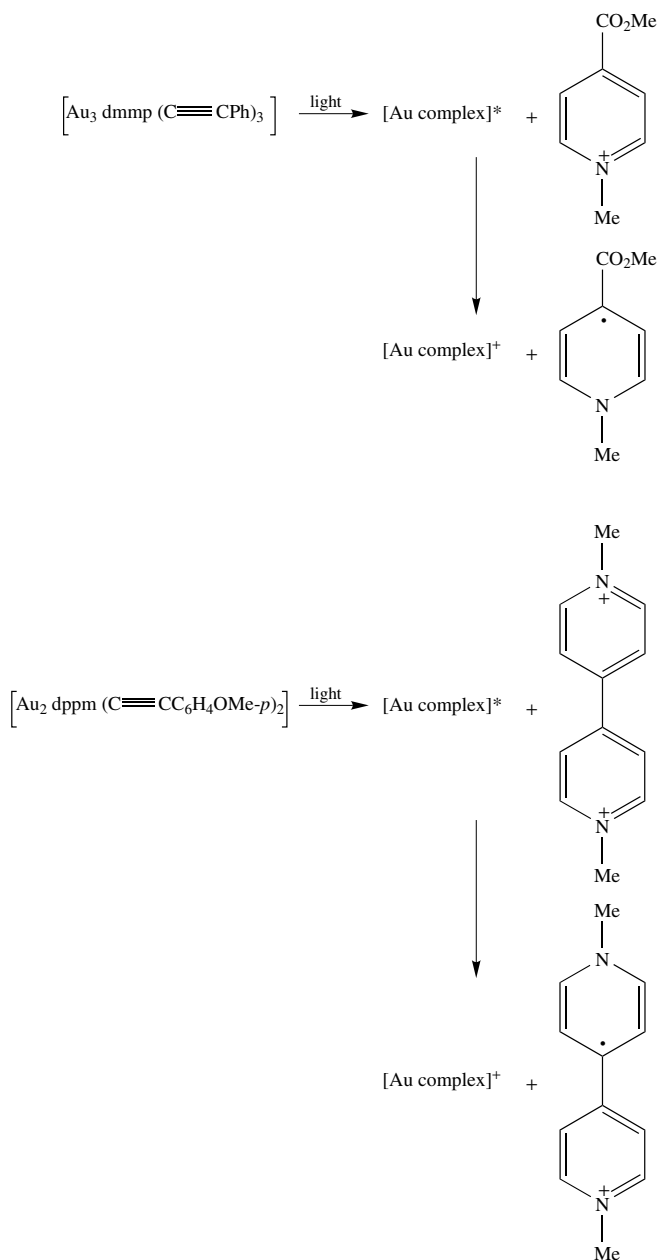 CO₂Me
[Au₃ dmmp (C≡CPh)₃] light [Au complex]* +
N⁺
Me
CO₂Me
[Au complex]⁺ +
N
Me
Me
N⁺
[Au₂ dppm (C≡CC₆H₄OMe-p)₂] light [Au complex]* +
N⁺
Me
Me
N
[Au complex]⁺ +
N⁺
Me